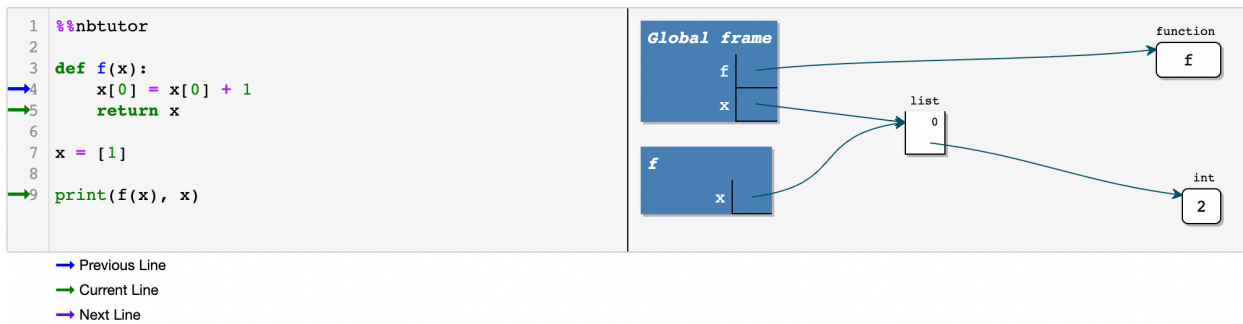 1 %%nbtutor
2
3 def f(x):
4     x[0] = x[0] + 1
5     return x
6
7 x = [1]
8
9 print(f(x), x)
Global frame
f
x
f
x
function
f
list
0
int
2
Previous Line
Current Line
Next Line